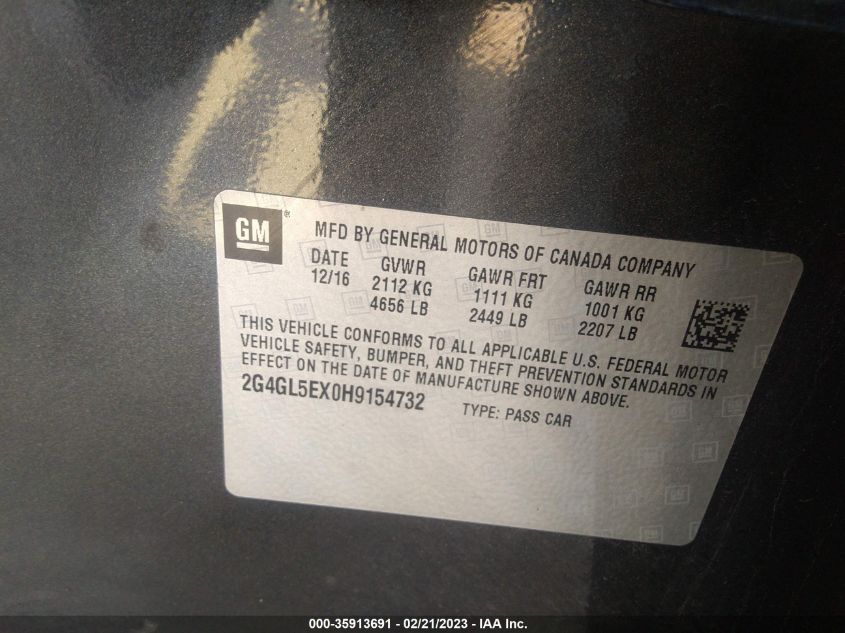 GM®
MFD BY GENERAL MOTORS OF CANADA COMPANY
DATE GVWR GAWR FRT GAWR RR
12/16 2112 KG 1111 KG 1001 KG
4656 LB 2449 LB 2207 LB
THIS VEHICLE CONFORMS TO ALL APPLICABLE U.S. FEDERAL MOTOR
VEHICLE SAFETY, BUMPER, AND THEFT PREVENTION STANDARDS IN
EFFECT ON THE DATE OF MANUFACTURE SHOWN ABOVE.
2G4GL5EX0H9154732 TYPE: PASS CAR
000-35913691 - 02/21/2023 - IAA Inc.